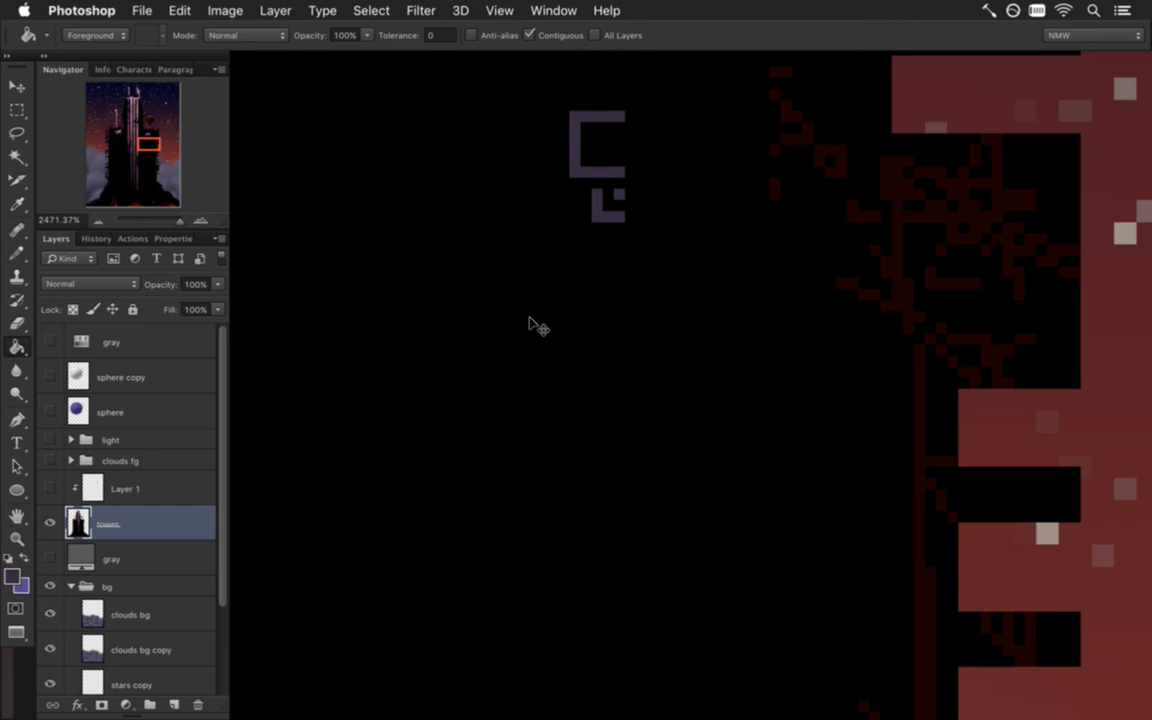 Photoshop File Edit Image Layer Type Select Filter 3D View Window Help
Foreground Mode: Normal Opacity: 100% Tolerance: 0 Anti-alias Contiguous All Layers NMW
Navigator Info Characte Paragraph
2471.37%
Layers History Actions Propertie
Kind T
Normal Opacity: 100%
Lock: Fill: 100%
gray
sphere copy
sphere
light
clouds fg
Layer 1
gray
bg
clouds bg
clouds bg copy
stars copy
fx